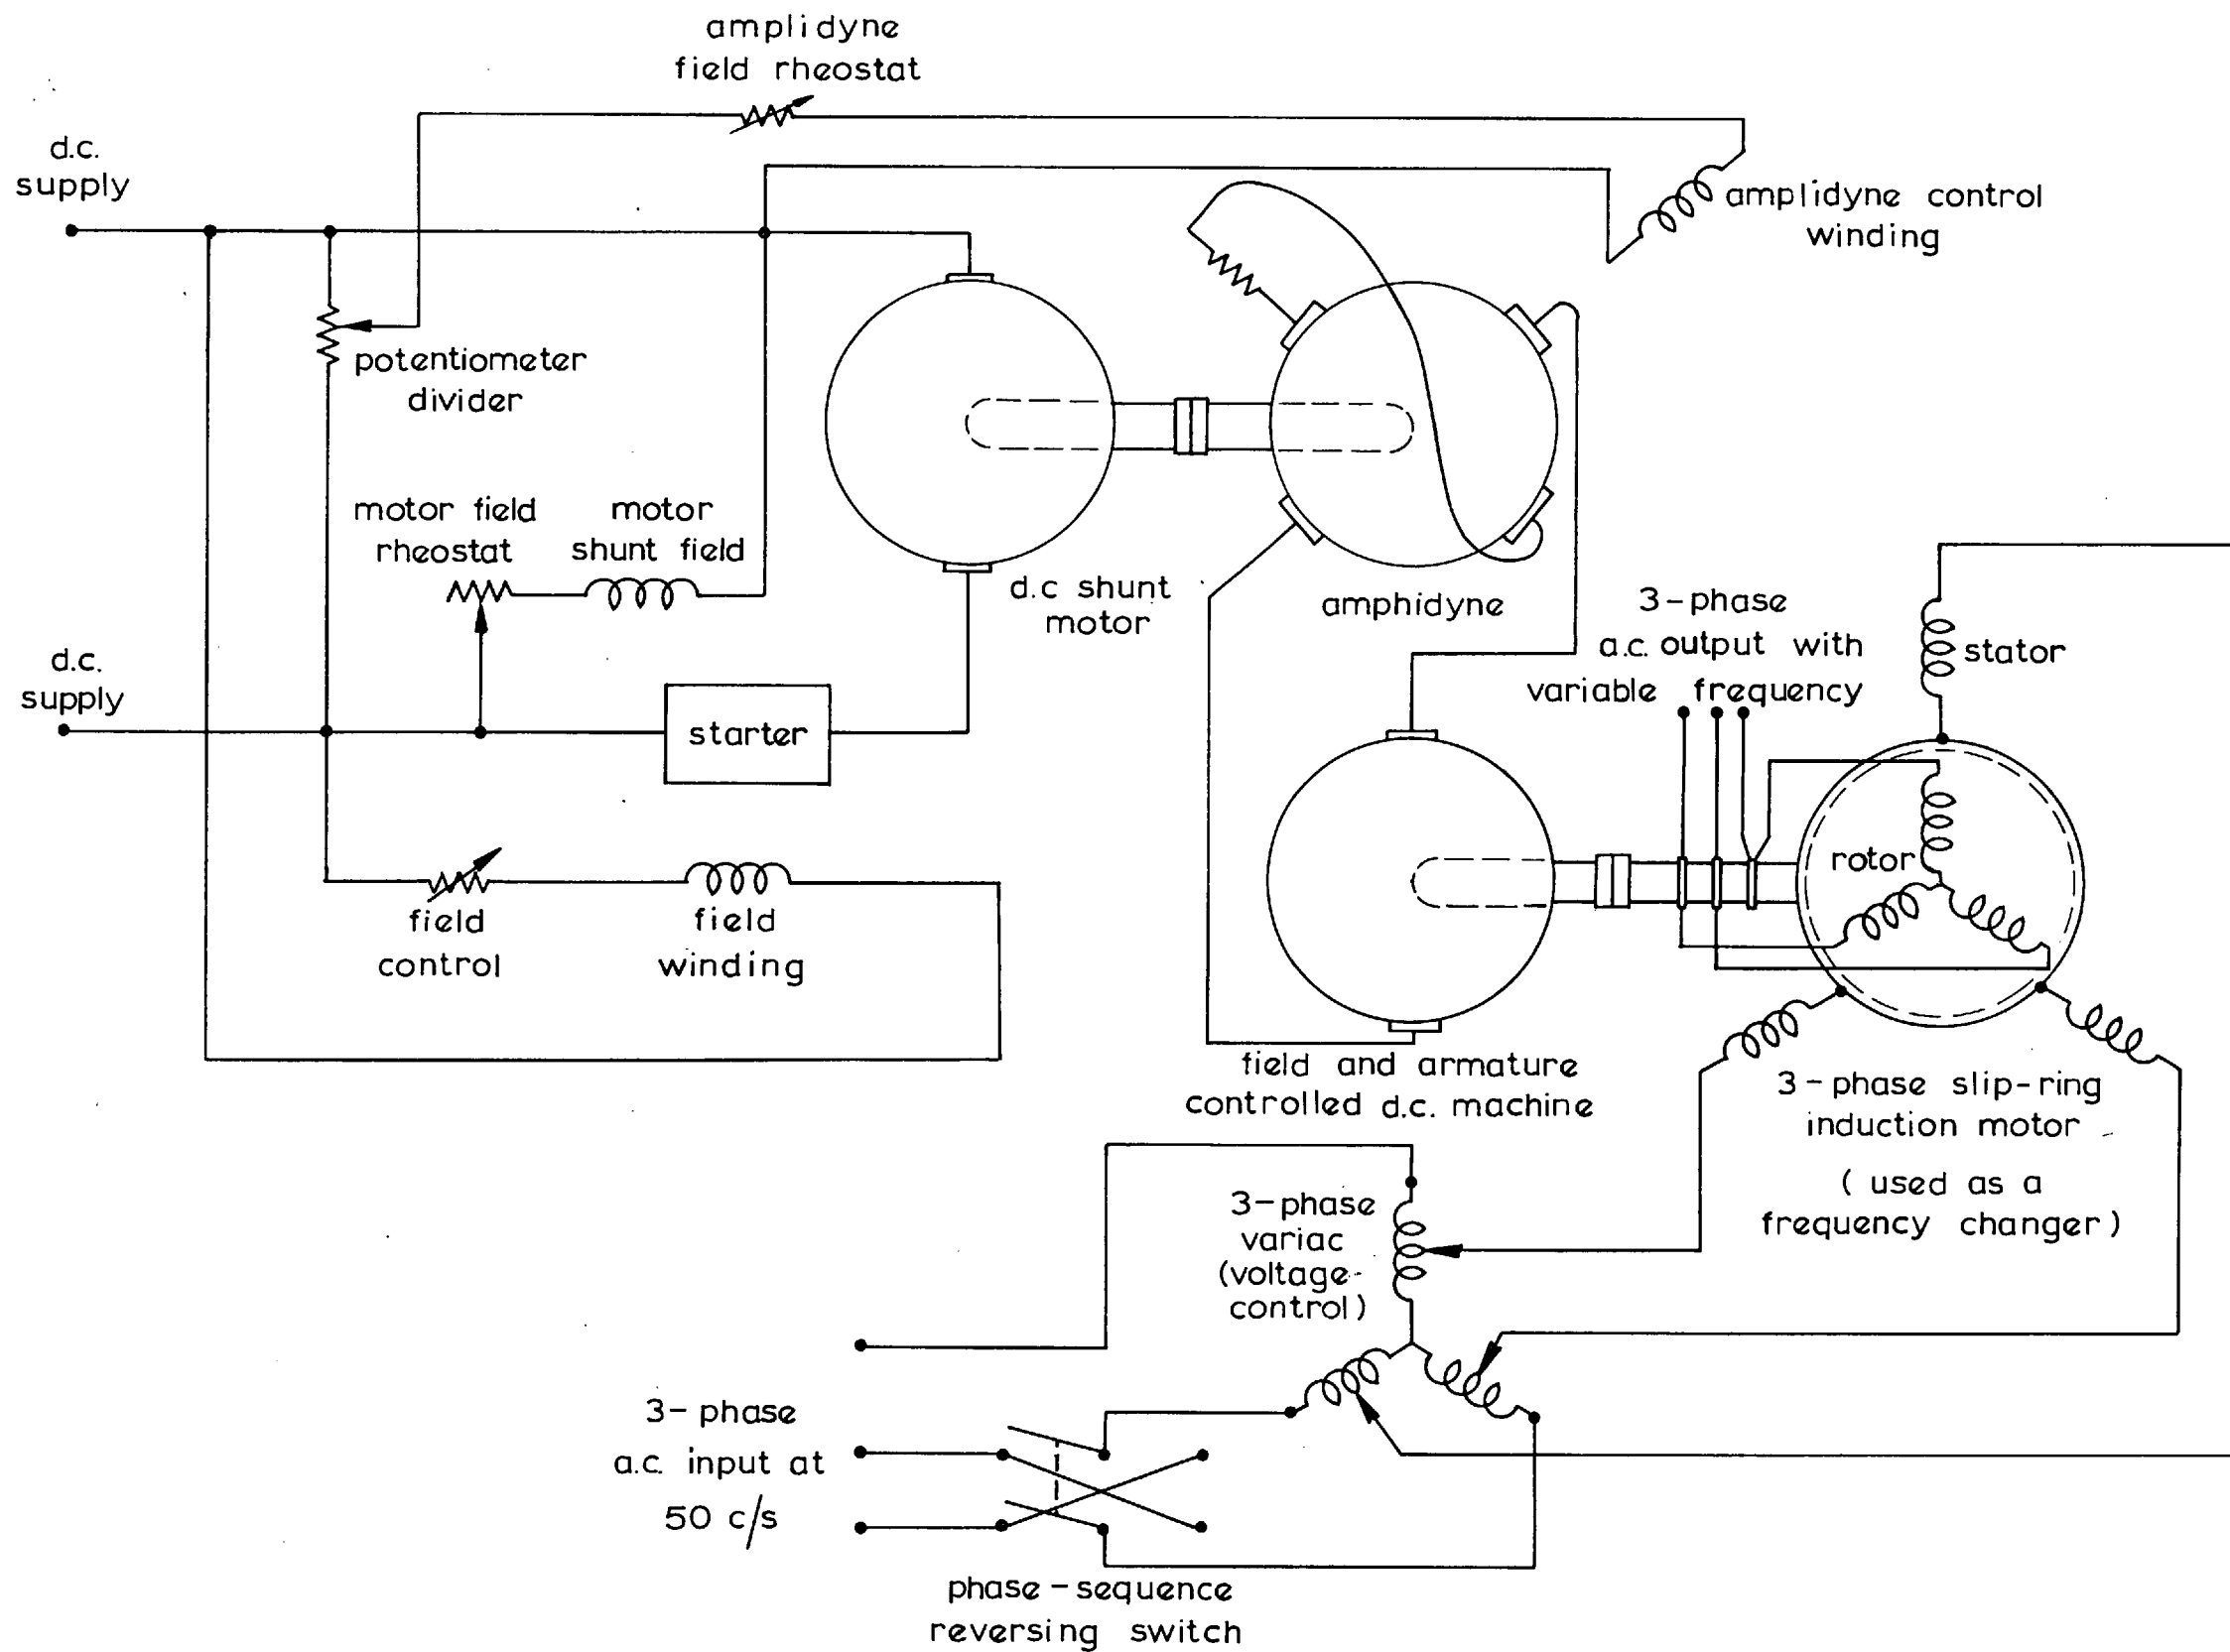 amplidyne
field rheostat
d.c.
supply
amplidyne control
winding
potentiometer
divider
motor field
rheostat
motor
shunt field
d.c shunt
motor
amphidyne
3-phase
a.c. output with
variable frequency
stator
d.c.
supply
starter
rotor
field
control
field
winding
field and armature
controlled d.c. machine
3-phase slip-ring
induction motor
(used as a
frequency changer)
3-phase
variac
(voltage
control)
3-phase
a.c. input at
50 c/s
phase-sequence
reversing switch